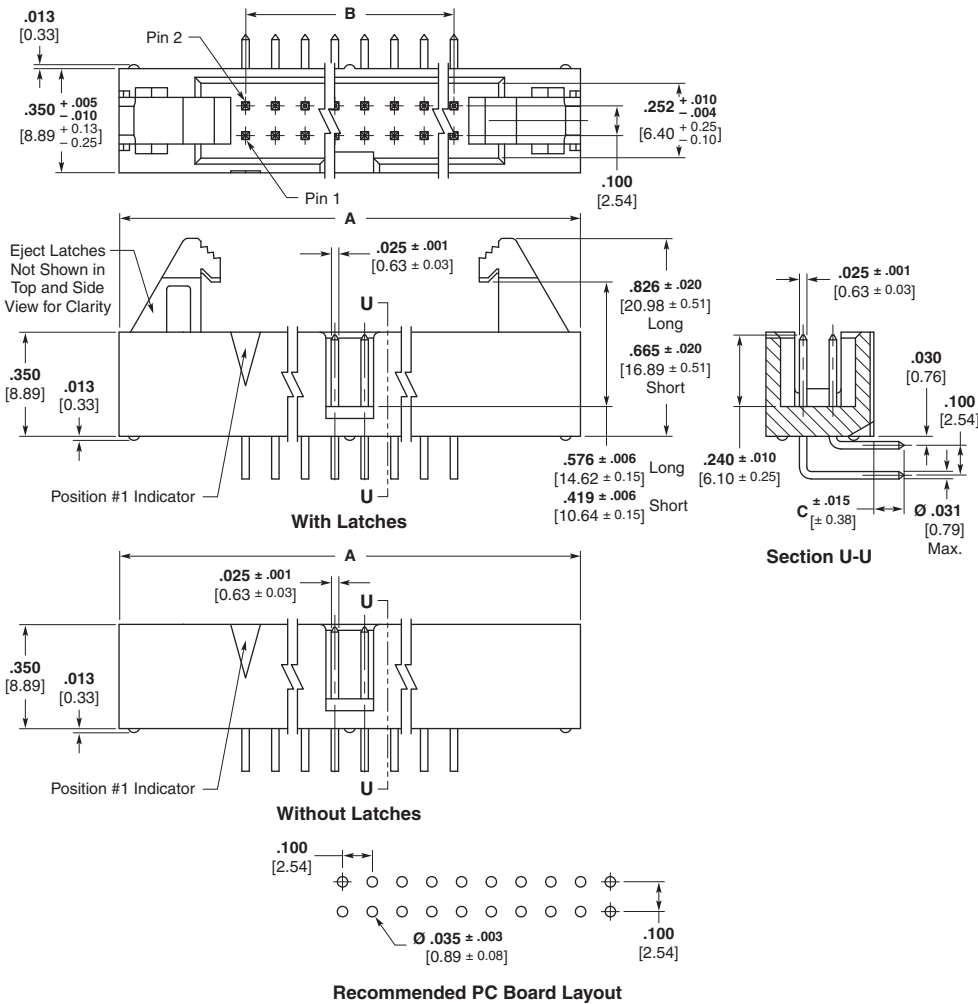 .013
[0.33]
Pin 2
B
.350 + .005 - .010
[8.89 + 0.13 - 0.25]
.252 + .010 - .004
[6.40 + 0.25 - 0.10]
.100
[2.54]
Pin 1
A
Eject Latches
Not Shown in
Top and Side
View for Clarity
.025 ± .001
[0.63 ± 0.03]
U
.826 ± .020
[20.98 ± 0.51]
Long
.665 ± .020
[16.89 ± 0.51]
Short
.350
[8.89]
.013
[0.33]
Position #1 Indicator
U
With Latches
.576 ± .006
[14.62 ± 0.15]
Long
.419 ± .006
[10.64 ± 0.15]
Short
.025 ± .001
[0.63 ± 0.03]
.030
[0.76]
.100
[2.54]
.240 ± .010
[6.10 ± 0.25]
C ± .015
[± 0.38]
Ø .031
[0.79]
Max.
Section U-U
A
.025 ± .001
[0.63 ± 0.03]
U
.350
[8.89]
.013
[0.33]
Position #1 Indicator
U
Without Latches
.100
[2.54]
Ø .035 ± .003
[0.89 ± 0.08]
.100
[2.54]
Recommended PC Board Layout